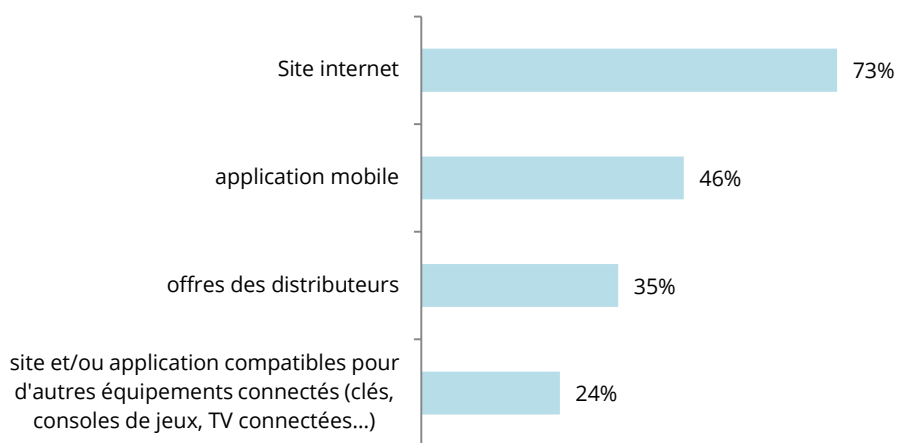 Site internet
73%
application mobile
46%
offres des distributeurs
35%
site et/ou application compatibles pour
d'autres équipements connectés (clés,
consoles de jeux, TV connectées...)
24%